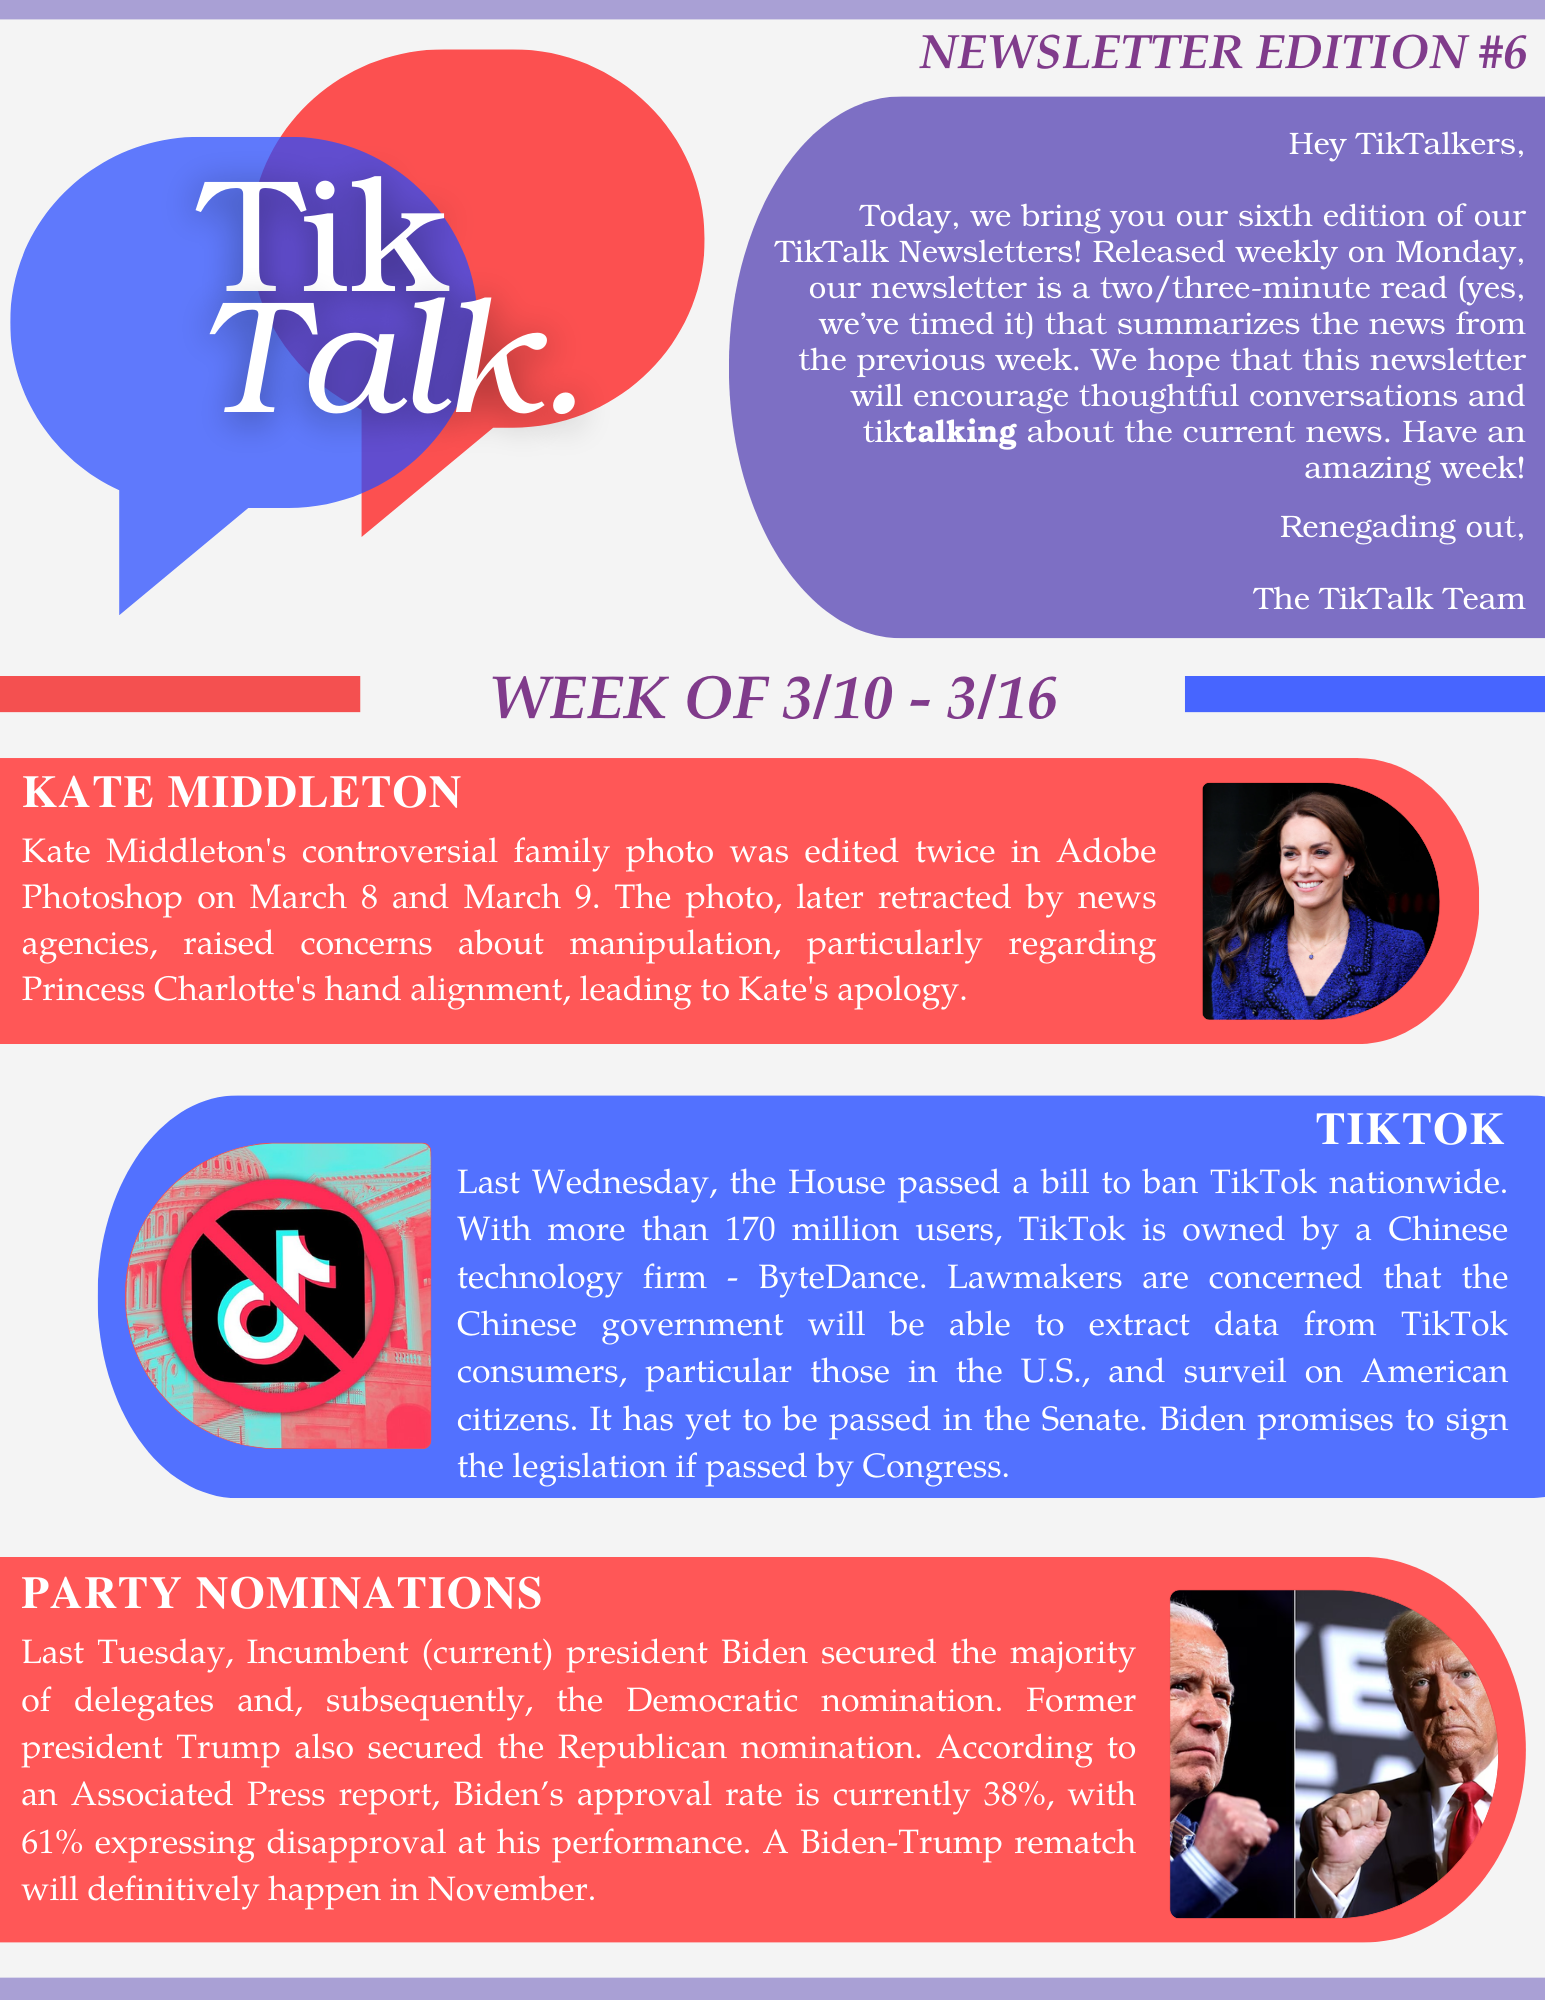 NEWSLETTER EDITION #6
Tik
Talk.
Hey TikTalkers,
Today, we bring you our sixth edition of our
TikTalk Newsletters! Released weekly on Monday,
our newsletter is a two/three-minute read (yes,
we’ve timed it) that summarizes the news from
the previous week. We hope that this newsletter
will encourage thoughtful conversations and
tiktalking about the current news. Have an
amazing week!
Renegading out,
The TikTalk Team
WEEK OF 3/10 - 3/16
KATE MIDDLETON
Kate Middleton's controversial family photo was edited twice in Adobe
Photoshop on March 8 and March 9. The photo, later retracted by news
agencies, raised concerns about manipulation, particularly regarding
Princess Charlotte's hand alignment, leading to Kate's apology.
TIKTOK
Last Wednesday, the House passed a bill to ban TikTok nationwide.
With more than 170 million users, TikTok is owned by a Chinese
technology firm - ByteDance. Lawmakers are concerned that the
Chinese government will be able to extract data from TikTok
consumers, particular those in the U.S., and surveil on American
citizens. It has yet to be passed in the Senate. Biden promises to sign
the legislation if passed by Congress.
PARTY NOMINATIONS
Last Tuesday, Incumbent (current) president Biden secured the majority
of delegates and, subsequently, the Democratic nomination. Former
president Trump also secured the Republican nomination. According to
an Associated Press report, Biden’s approval rate is currently 38%, with
61% expressing disapproval at his performance. A Biden-Trump rematch
will definitively happen in November.